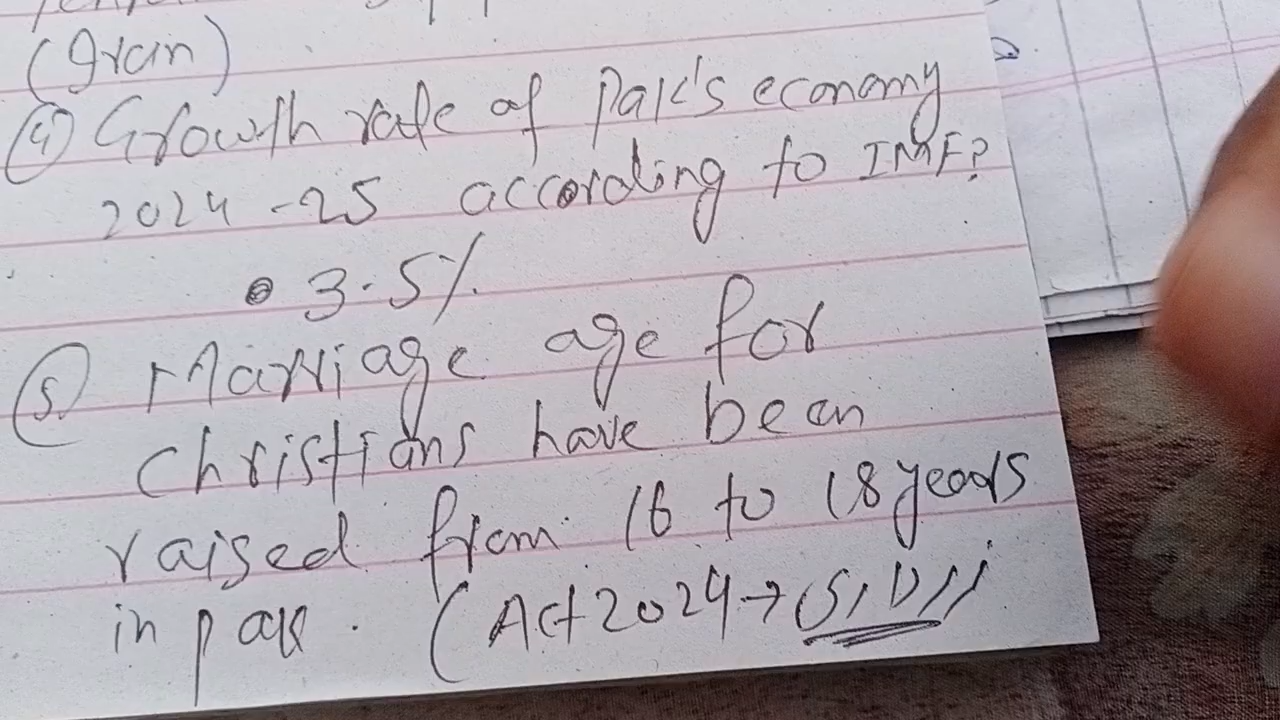 (grain)
(4) Growth rate of Pak's economy
2024-25 according to IMF?
• 3.5%
(5) Marriage age for
Christians have been
raised from 16 to 18 years
in pak. (Act 2024→